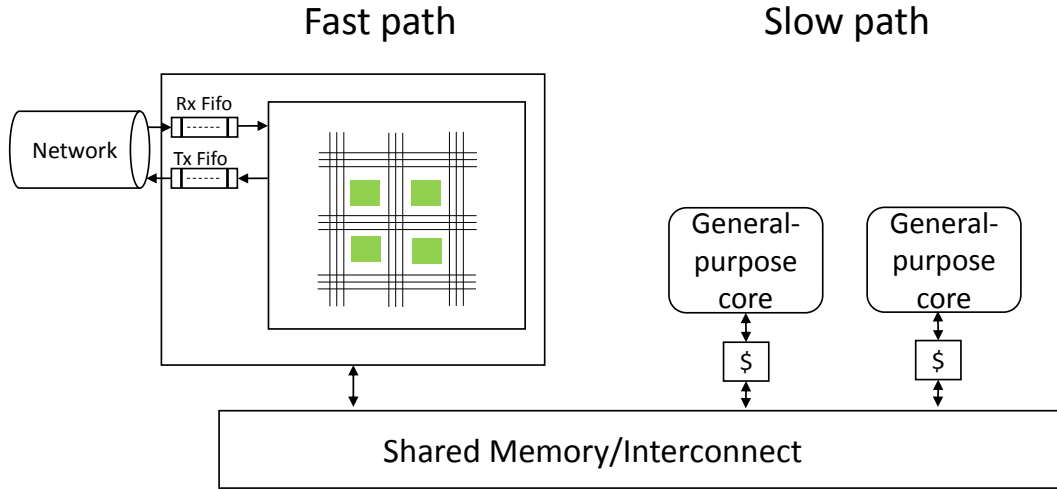 Fast path
Slow path
Rx Fifo
Network
Tx Fifo
General-
purpose
core
General-
purpose
core
$
$
Shared Memory/Interconnect